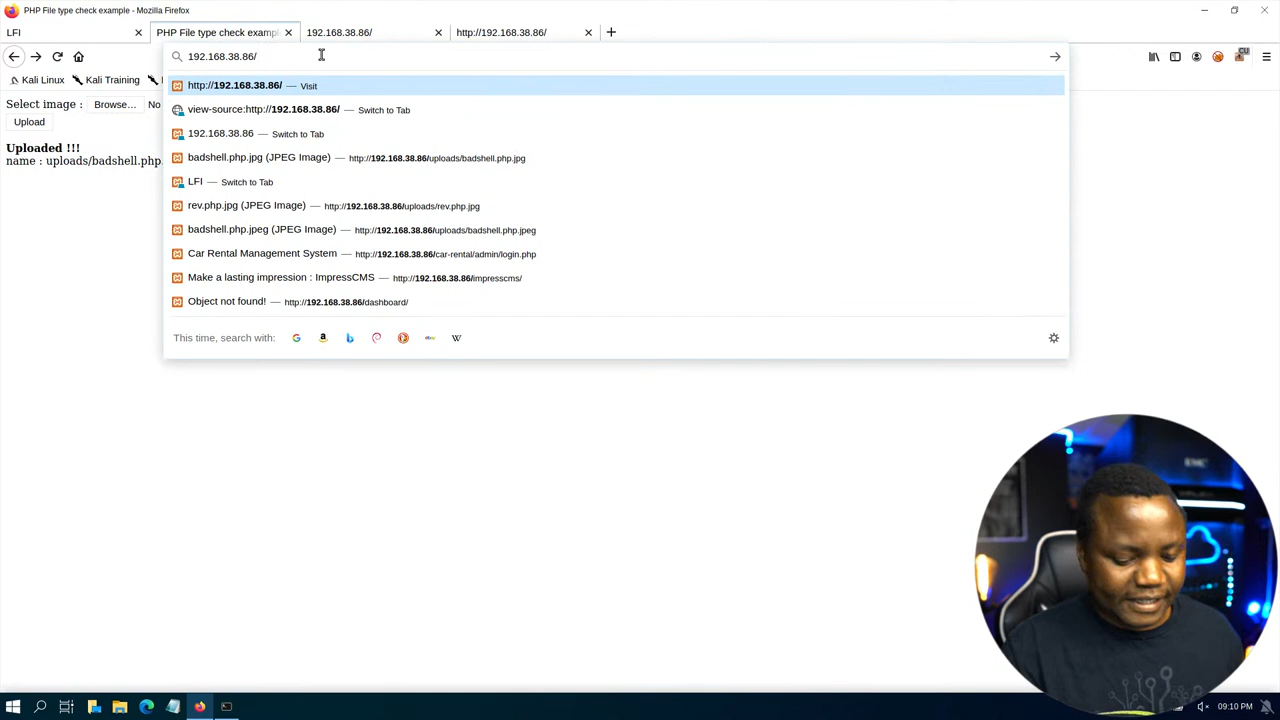 PHP File type check example - Mozilla Firefox
LFI
PHP File type check exampl
192.168.38.86/
http://192.168.38.86/
192.168.38.86/
Kali Linux
Kali Training
http://192.168.38.86/ — Visit
view-source:http://192.168.38.86/ — Switch to Tab
192.168.38.86 — Switch to Tab
badshell.php.jpg (JPEG Image) — http://192.168.38.86/uploads/badshell.php.jpg
LFI — Switch to Tab
rev.php.jpg (JPEG Image) — http://192.168.38.86/uploads/rev.php.jpg
badshell.php.jpeg (JPEG Image) — http://192.168.38.86/uploads/badshell.php.jpeg
Car Rental Management System — http://192.168.38.86/car-rental/admin/login.php
Make a lasting impression : ImpressCMS — http://192.168.38.86/impresscms/
Object not found! — http://192.168.38.86/dashboard/
This time, search with:
Select image : Browse... No
Upload
Uploaded !!!
name : uploads/badshell.php.
EMC
09:10 PM